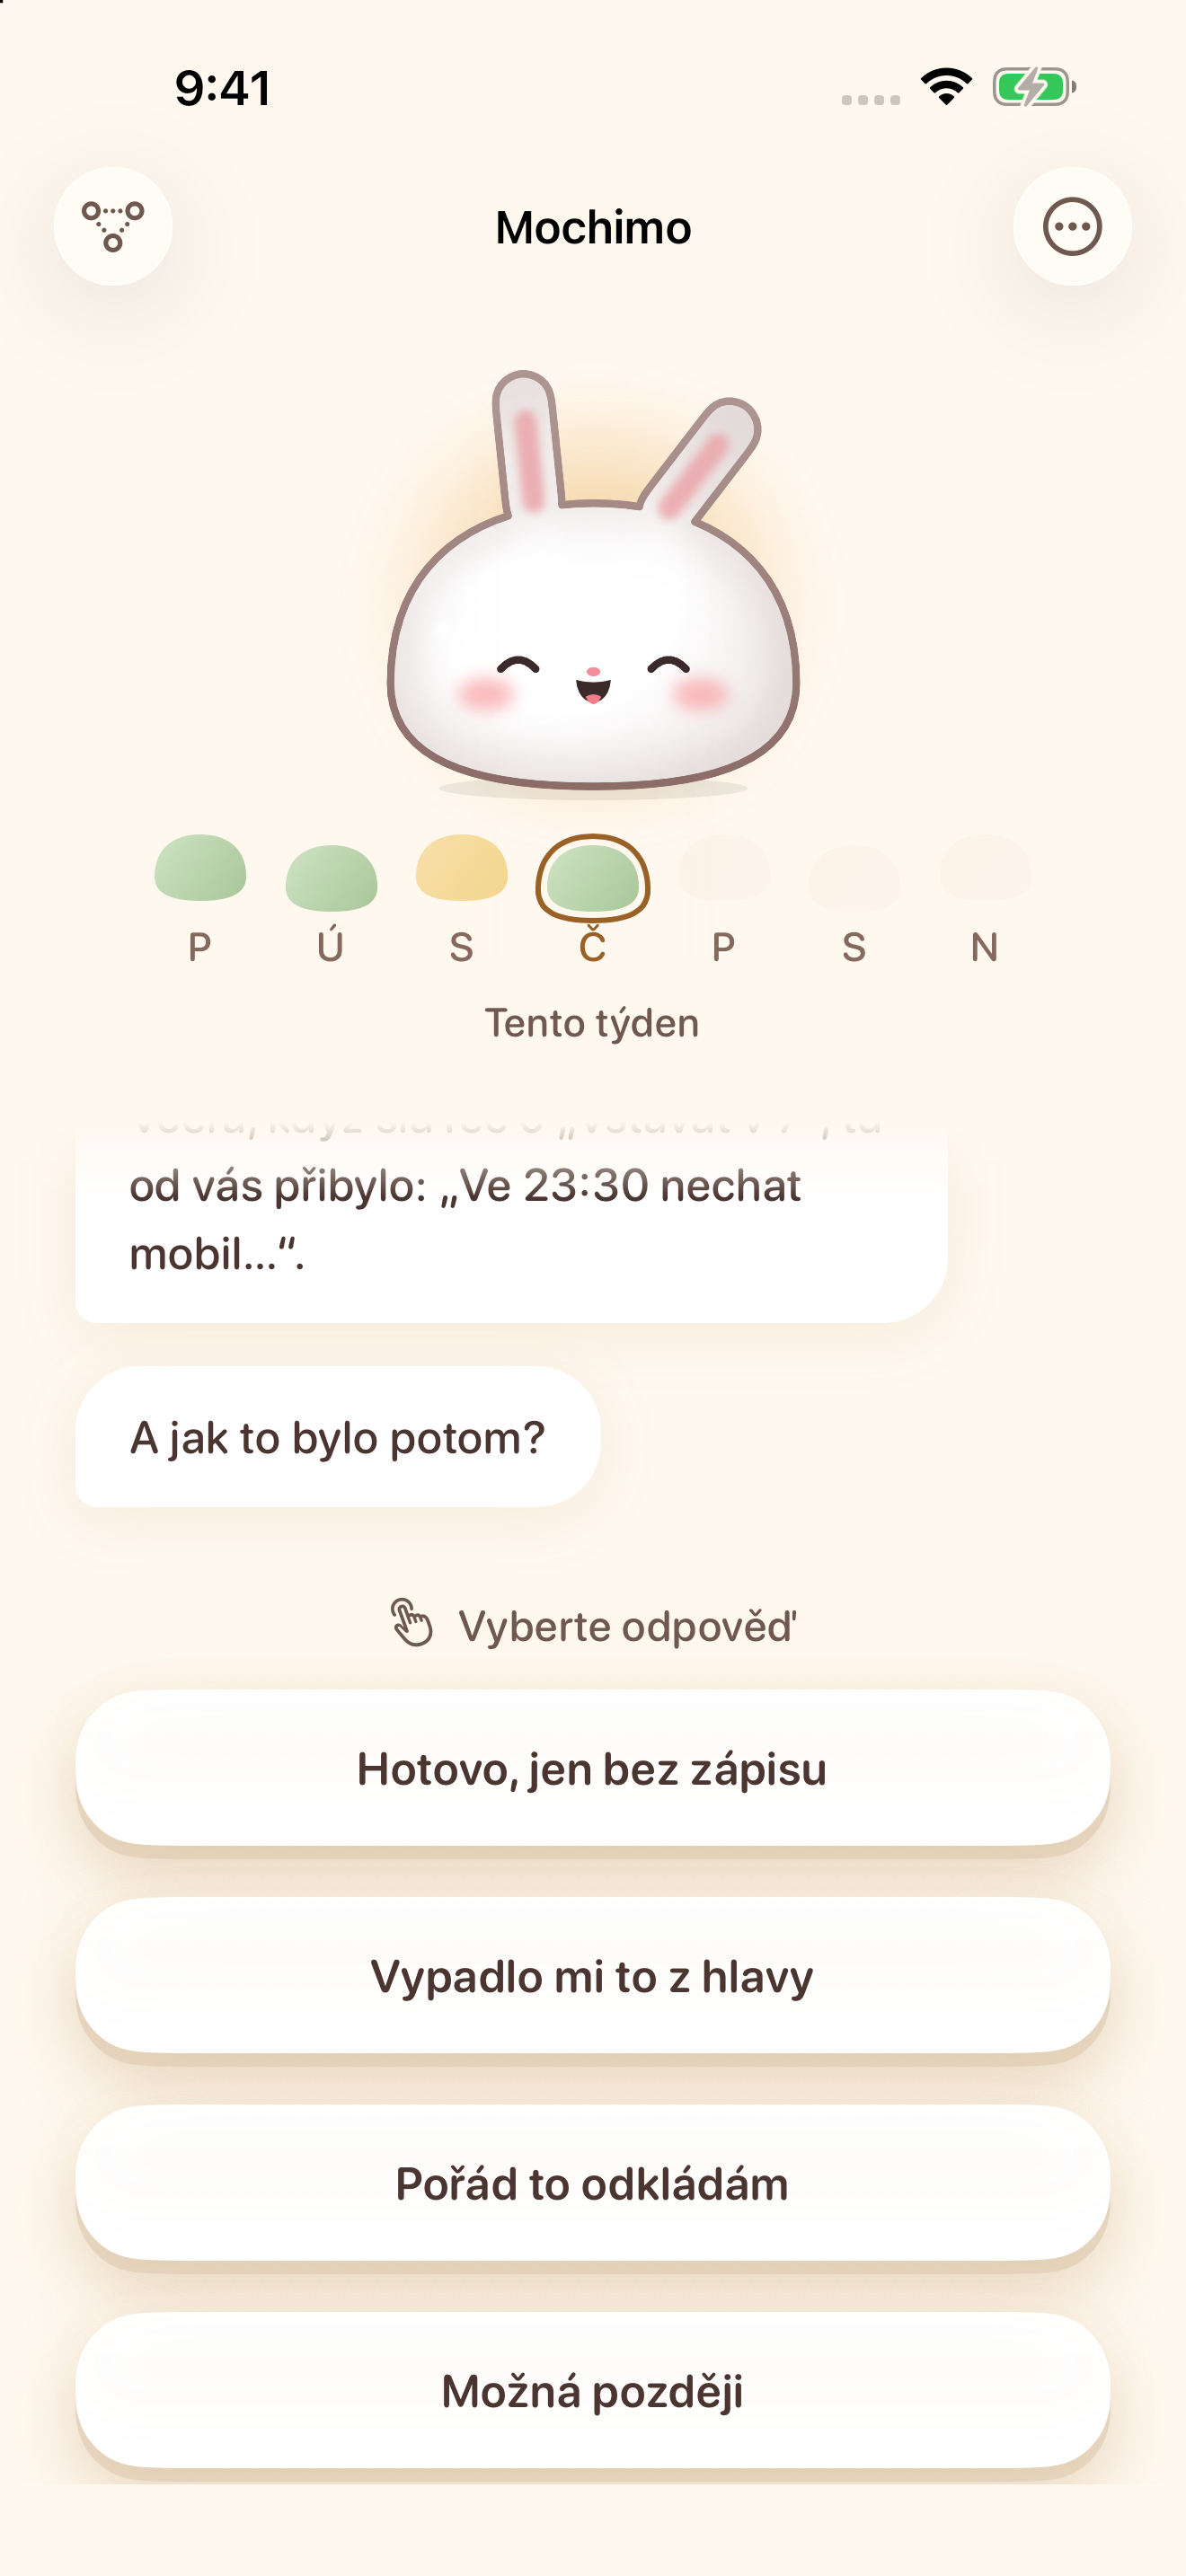 9:41
Mochimo
P Ú S Č P S N
Tento týden
od vás přibylo: „Ve 23:30 nechat
mobil…“.
A jak to bylo potom?
Vyberte odpověď
Hotovo, jen bez zápisu
Vypadlo mi to z hlavy
Pořád to odkládám
Možná později